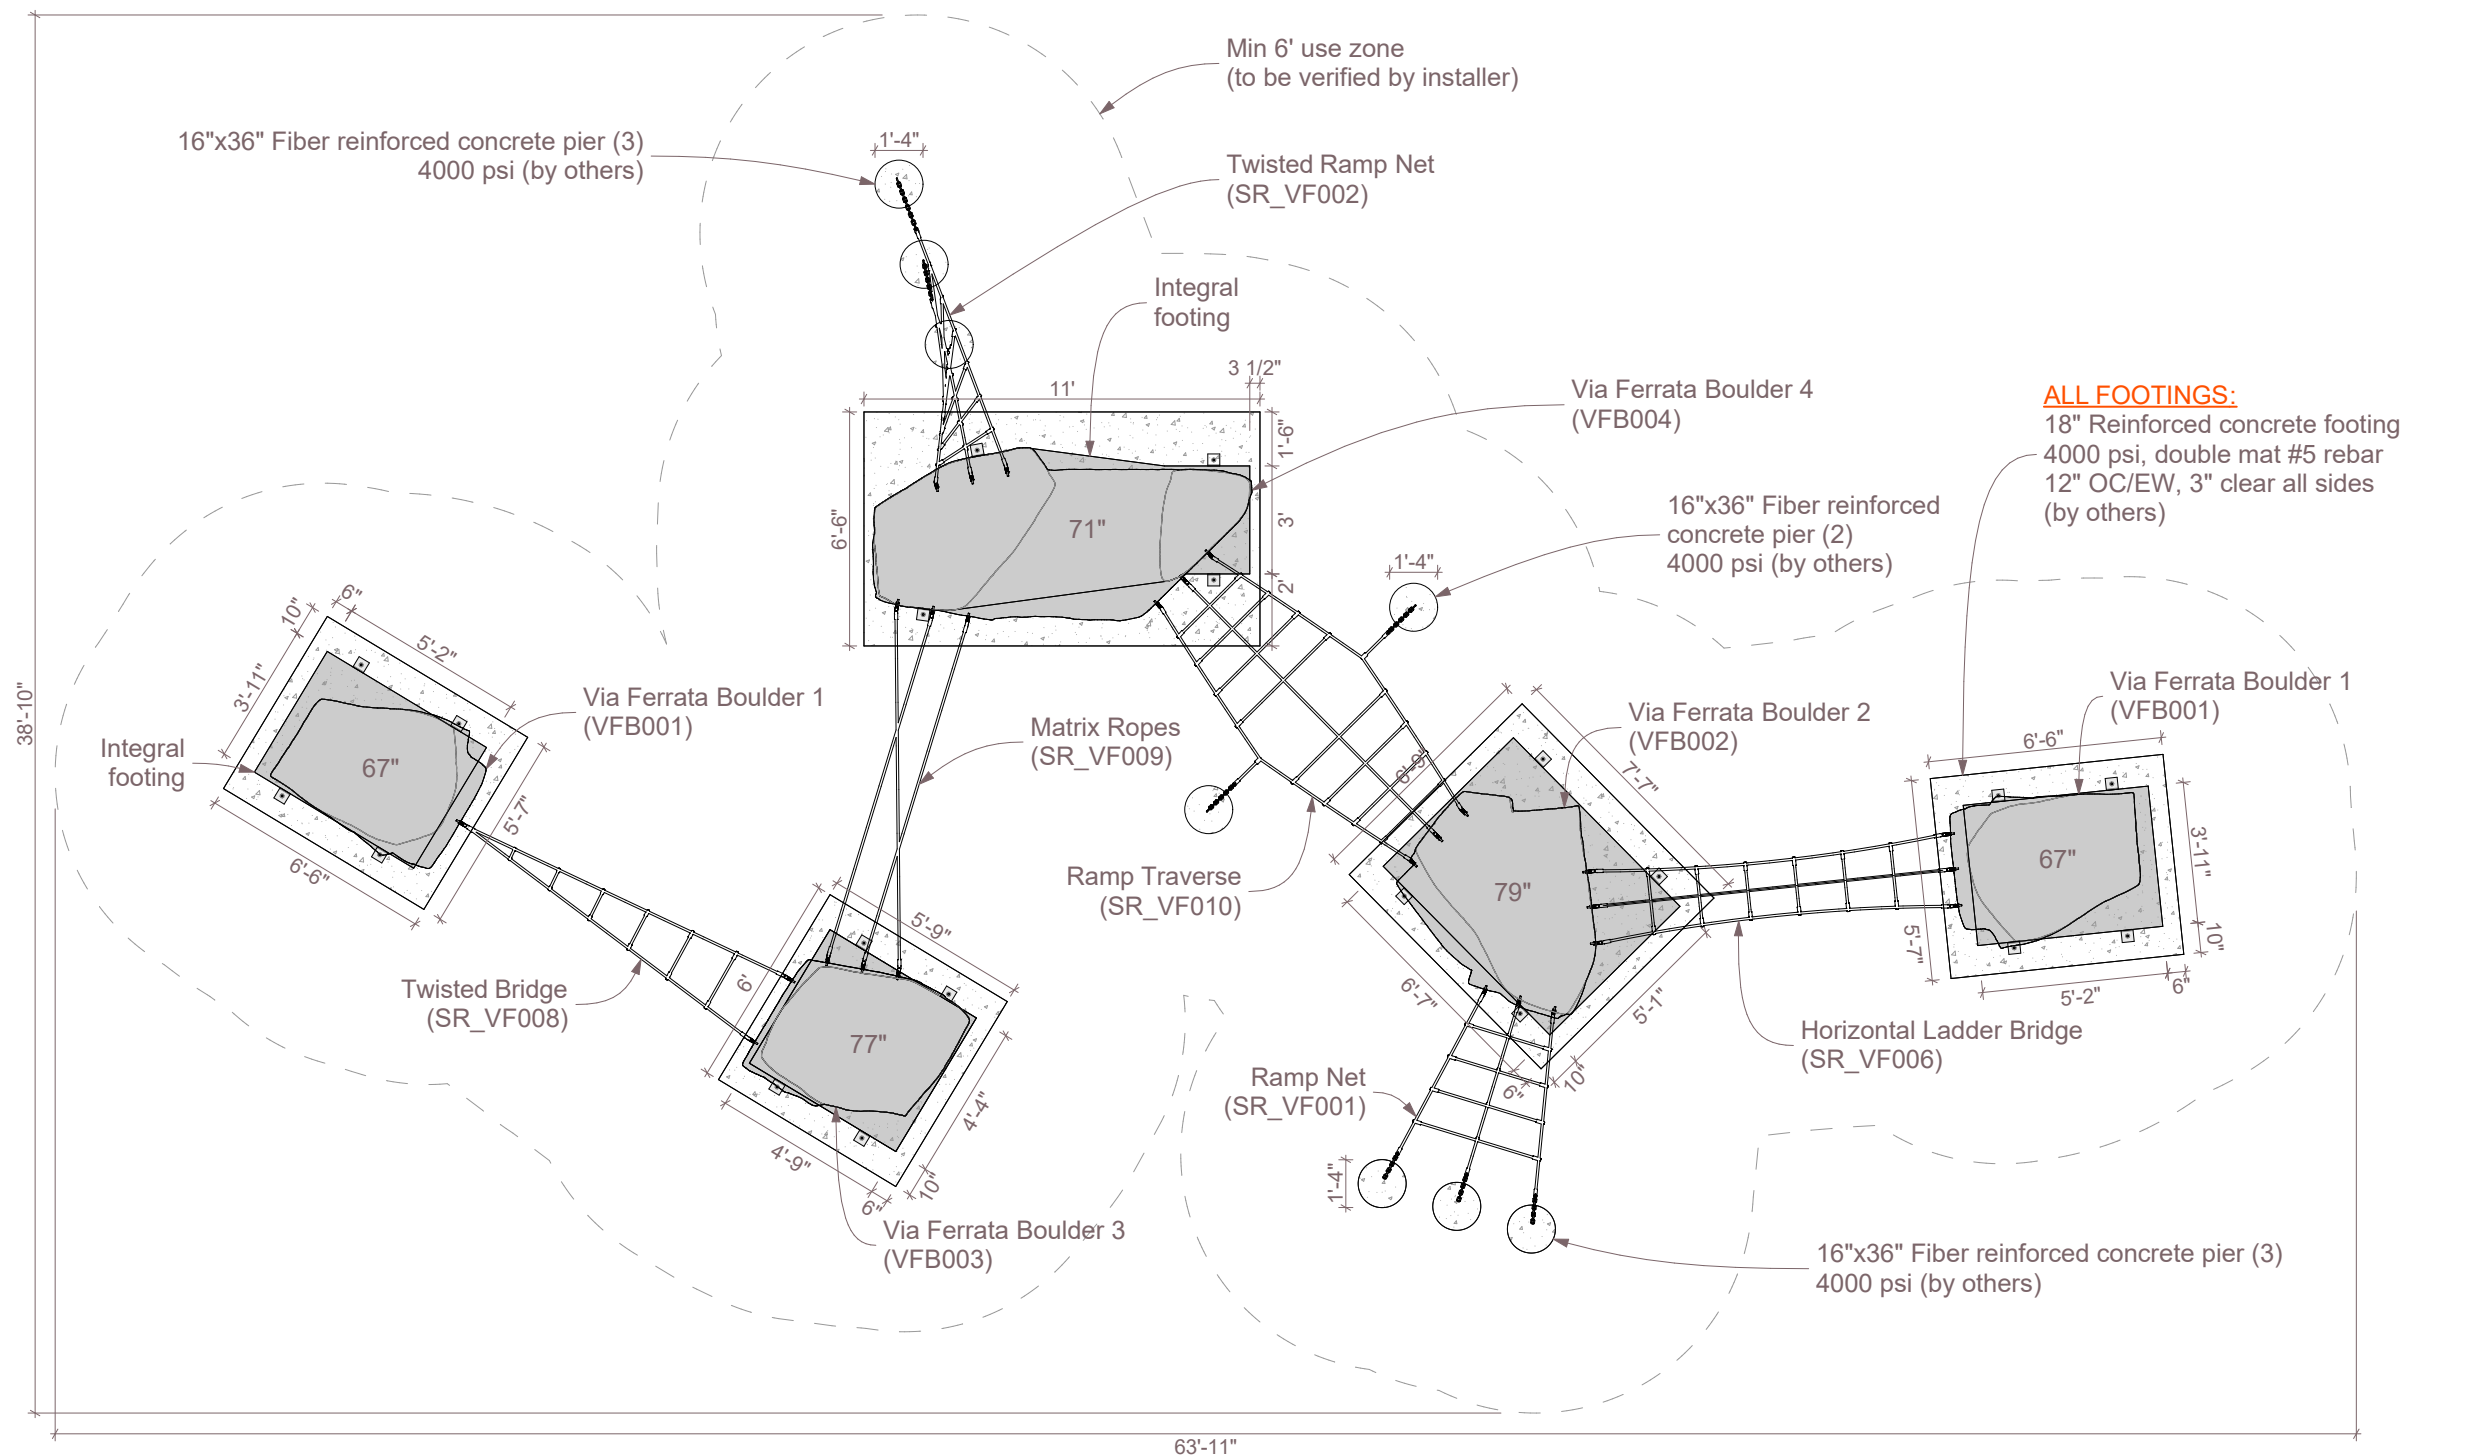 Min 6' use zone
(to be verified by installer)
16"x36" Fiber reinforced concrete pier (3)
4000 psi (by others)
1'-4"
Twisted Ramp Net
(SR_VF002)
Integral
footing
3 1/2"
11'
1'-6"
Via Ferrata Boulder 4
(VFB004)
ALL FOOTINGS:
18" Reinforced concrete footing
4000 psi, double mat #5 rebar
12" OC/EW, 3" clear all sides
(by others)
6'-6"
71"
3'
2'
16"x36" Fiber reinforced
concrete pier (2)
4000 psi (by others)
1'-4"
6"
10"
5'-2"
3'-11"
Via Ferrata Boulder 1
(VFB001)
Integral
footing
67"
5'-7"
6'-6"
38'-10"
Matrix Ropes
(SR_VF009)
Via Ferrata Boulder 2
(VFB002)
6'-9"
7'-7"
Via Ferrata Boulder 1
(VFB001)
6'-6"
67"
3'-11"
10"
5'-7"
5'-2"
6"
Ramp Traverse
(SR_VF010)
79"
6'-7"
5'-1"
6"
10"
Twisted Bridge
(SR_VF008)
5'-9"
6'
77"
4'-4"
4'-9"
10"
6"
Horizontal Ladder Bridge
(SR_VF006)
Ramp Net
(SR_VF001)
1'-4"
Via Ferrata Boulder 3
(VFB003)
16"x36" Fiber reinforced concrete pier (3)
4000 psi (by others)
63'-11"